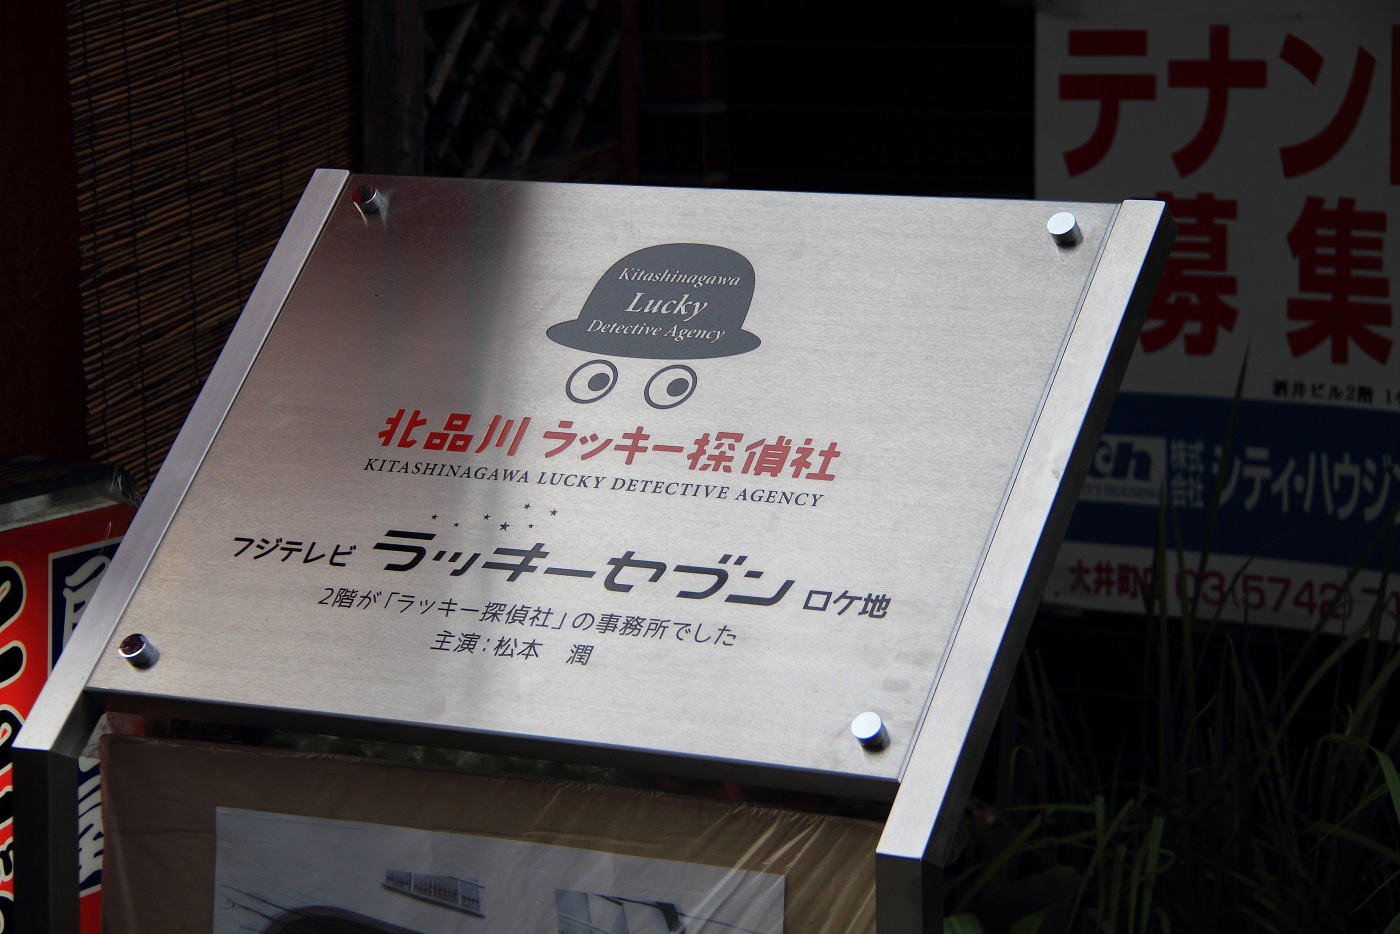 Kitashinagawa
Lucky
Detective Agency
北品川 ラッキー探偵社
KITASHINAGAWA LUCKY DETECTIVE AGENCY
フジテレビ ラッキーセブン ロケ地
2階が「ラッキー探偵社」の事務所でした
主演：松本　潤
テナント
募集
酒井ビル2階
株式会社 シティ・ハウジン
大井町 03(5742)